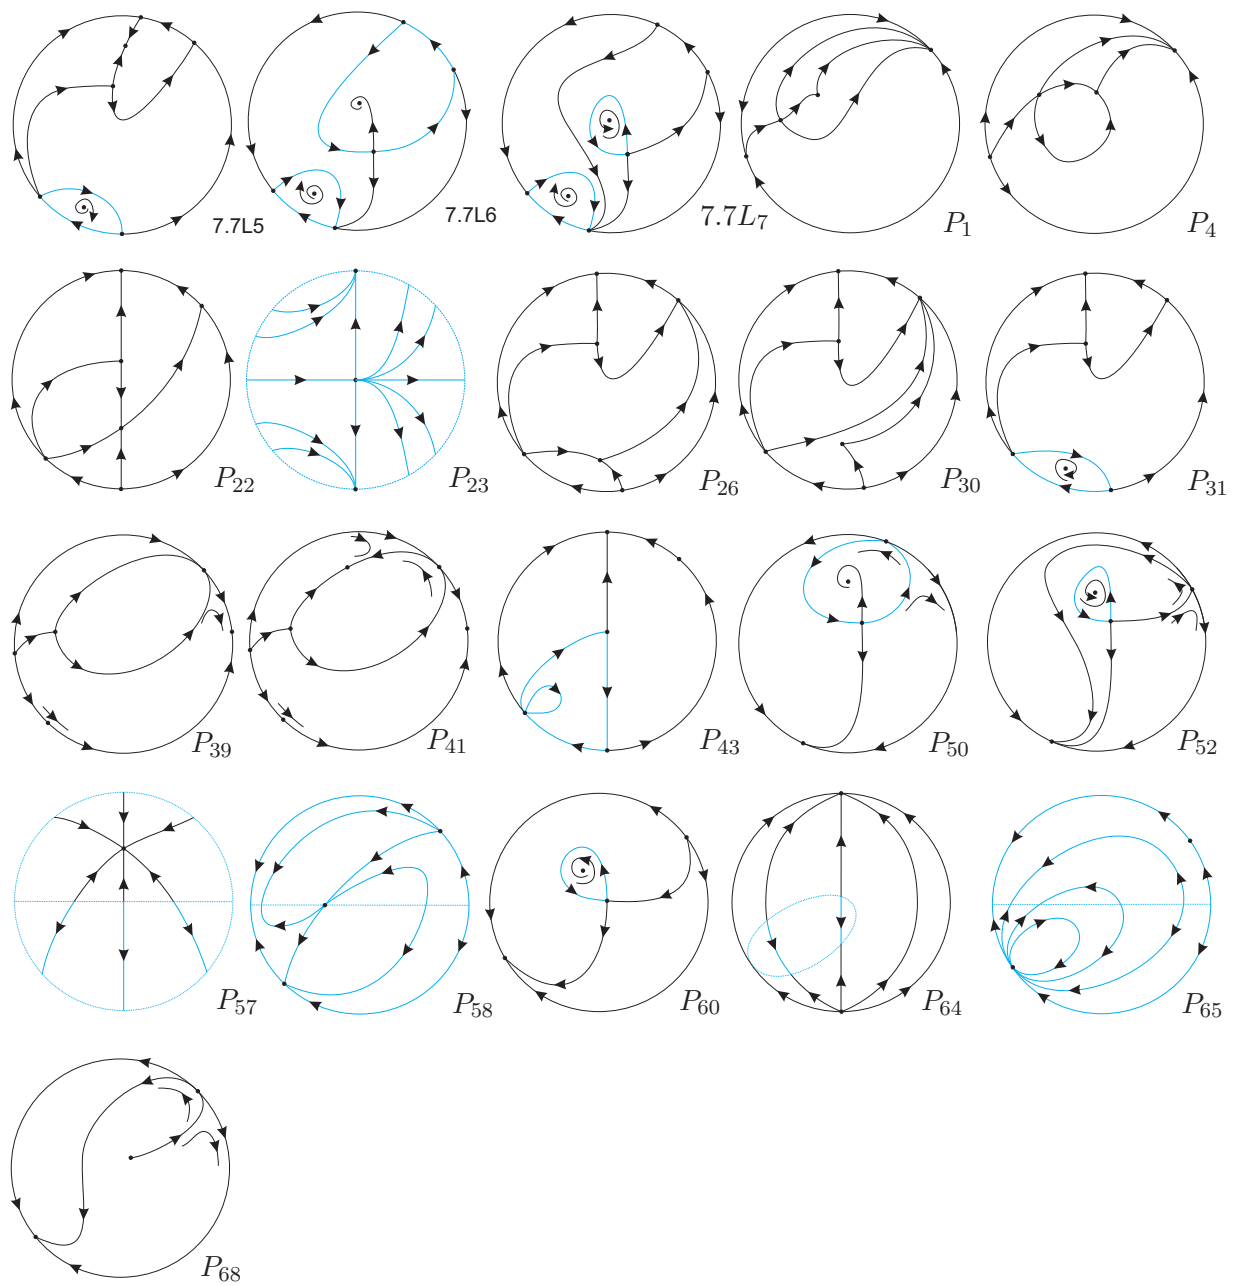 7.7L5 7.7L6 7.7L₇ P₁ P₄
P₂₂ P₂₃ P₂₆ P₃₀ P₃₁
P₃₉ P₄₁ P₄₃ P₅₀ P₅₂
P₅₇ P₅₈ P₆₀ P₆₄ P₆₅
P₆₈